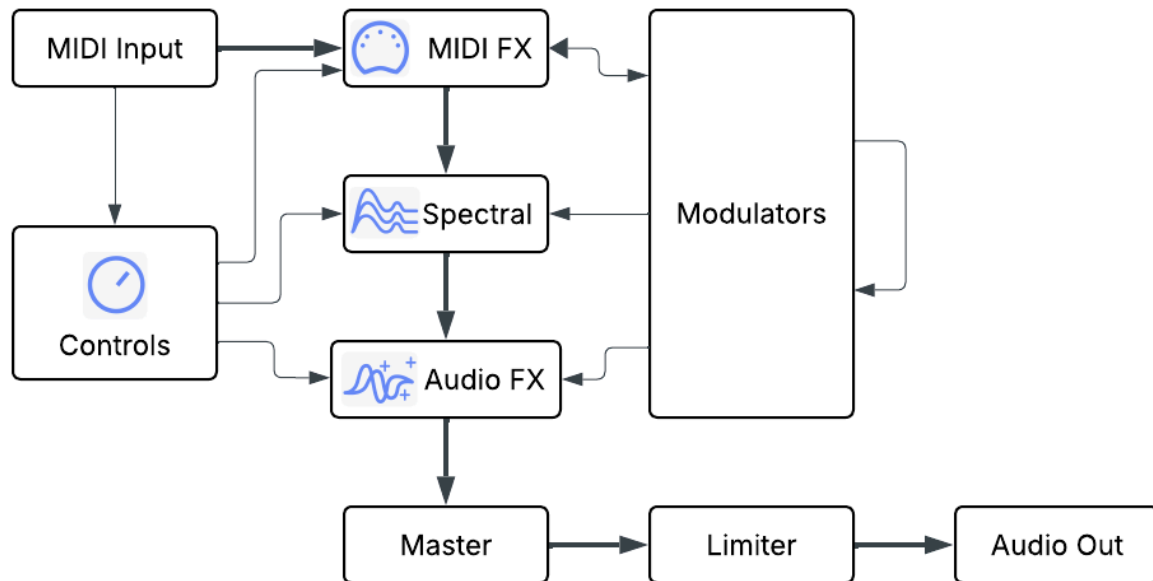 MIDI Input
MIDI FX
Modulators
Spectral
Controls
Audio FX
Master
Limiter
Audio Out